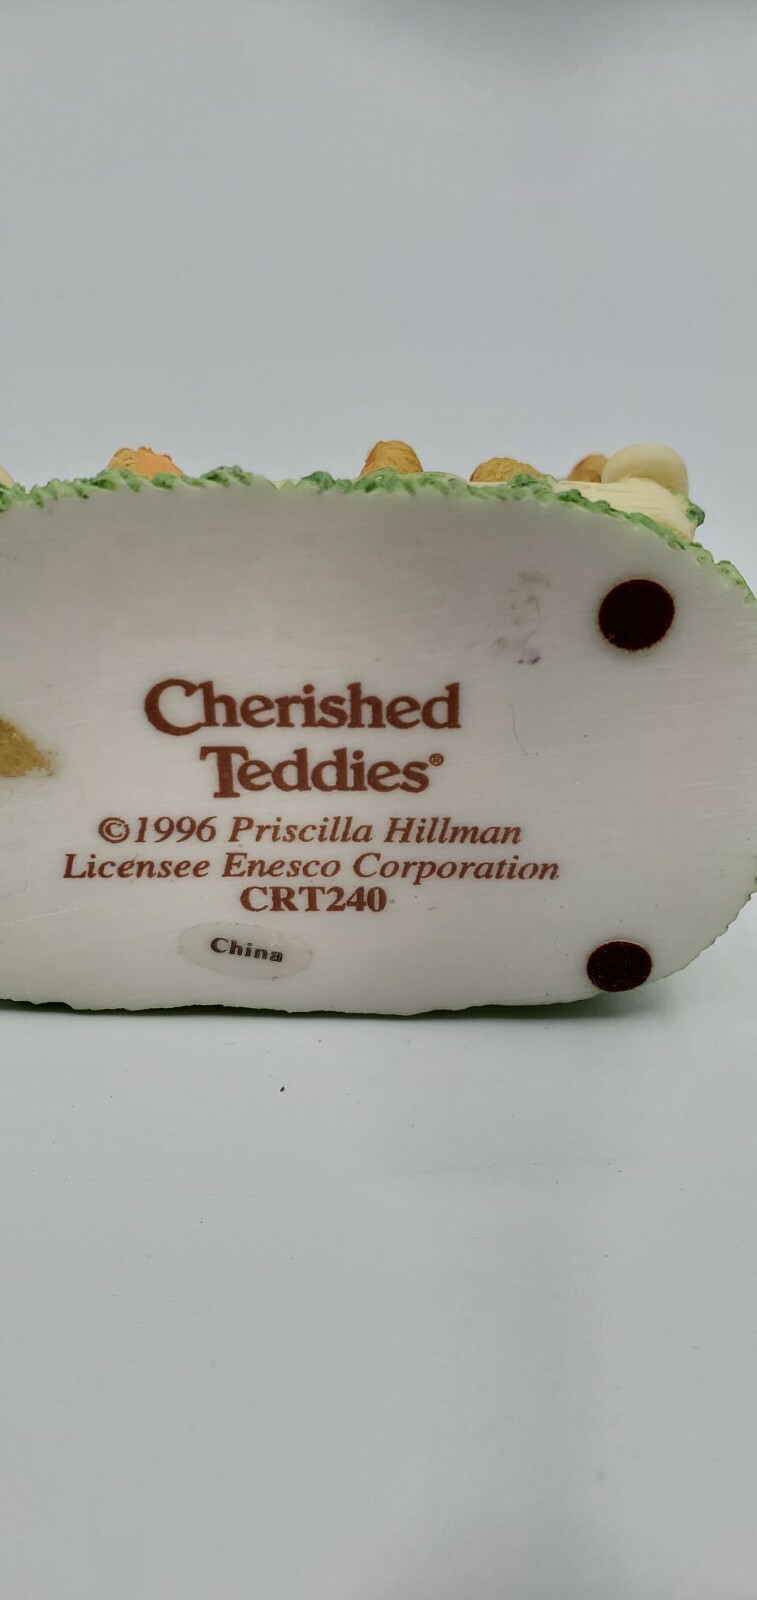 Cherished
Teddies®
©1996 Priscilla Hillman
Licensee Enesco Corporation
CRT240
China